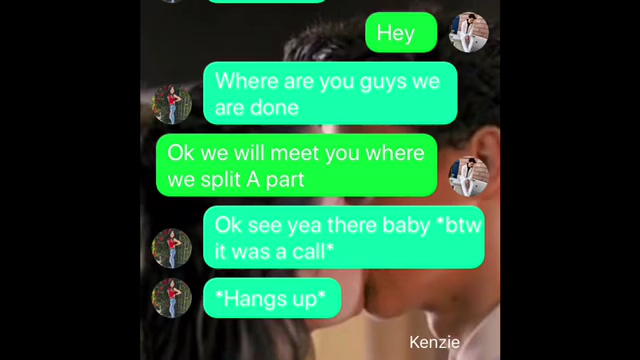 Hey
Where are you guys we
are done
Ok we will meet you where
we split A part
Ok see yea there baby *btw
it was a call*
*Hangs up*
Kenzie